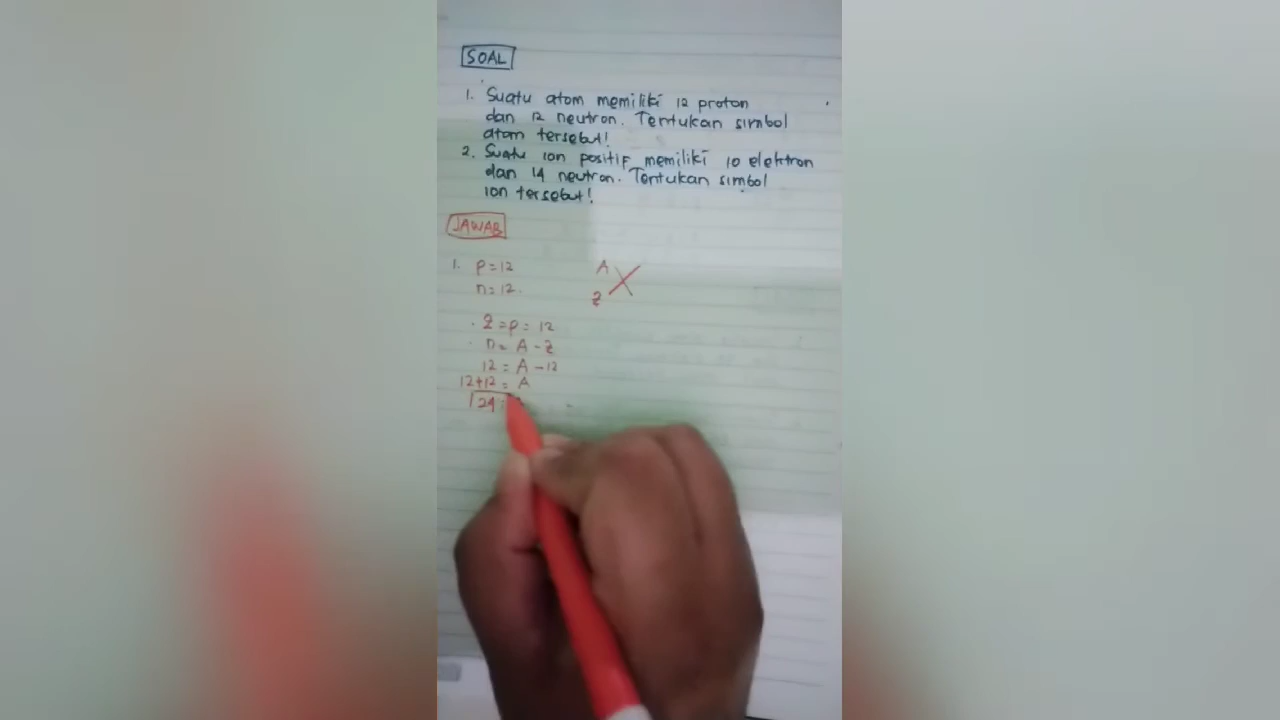 SOAL
1. Suatu atom memiliki 12 proton
dan 12 neutron. Tentukan simbol
atom tersebut!
2. Suatu ion positif memiliki 10 elektron
dan 14 neutron. Tentukan simbol
ion tersebut!
JAWAB
1. P = 12
n = 12
A
X
Z
· Z = p = 12
· n = A - Z
12 = A - 12
12 + 12 = A
24 =